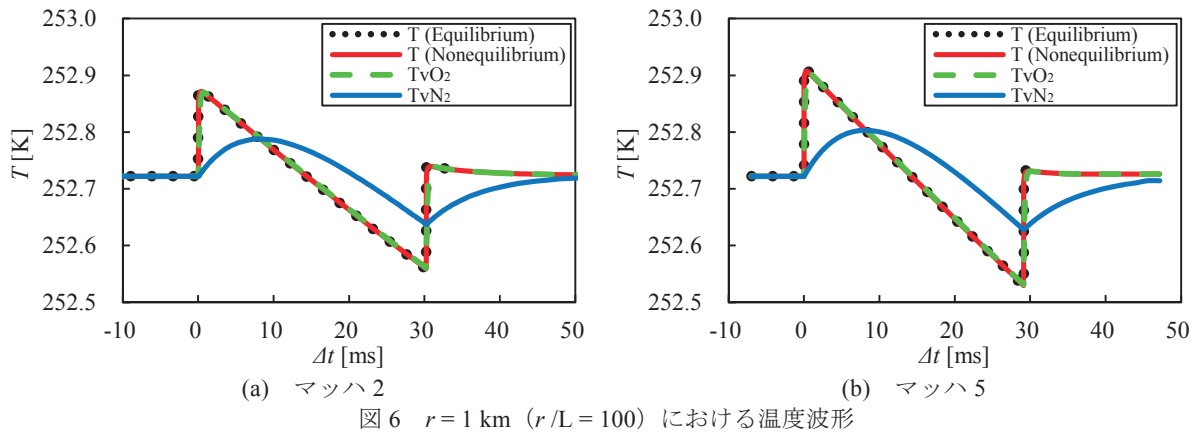 253.0
252.9
252.8
252.7
252.6
252.5
T [K]
-10 0 10 20 30 40 50
Δt [ms]
T (Equilibrium)
T (Nonequilibrium)
TvO₂
TvN₂
(a) マッハ 2
253.0
252.9
252.8
252.7
252.6
252.5
T [K]
-10 0 10 20 30 40 50
Δt [ms]
T (Equilibrium)
T (Nonequilibrium)
TvO₂
TvN₂
(b) マッハ 5
図 6 r = 1 km（r /L = 100）における温度波形